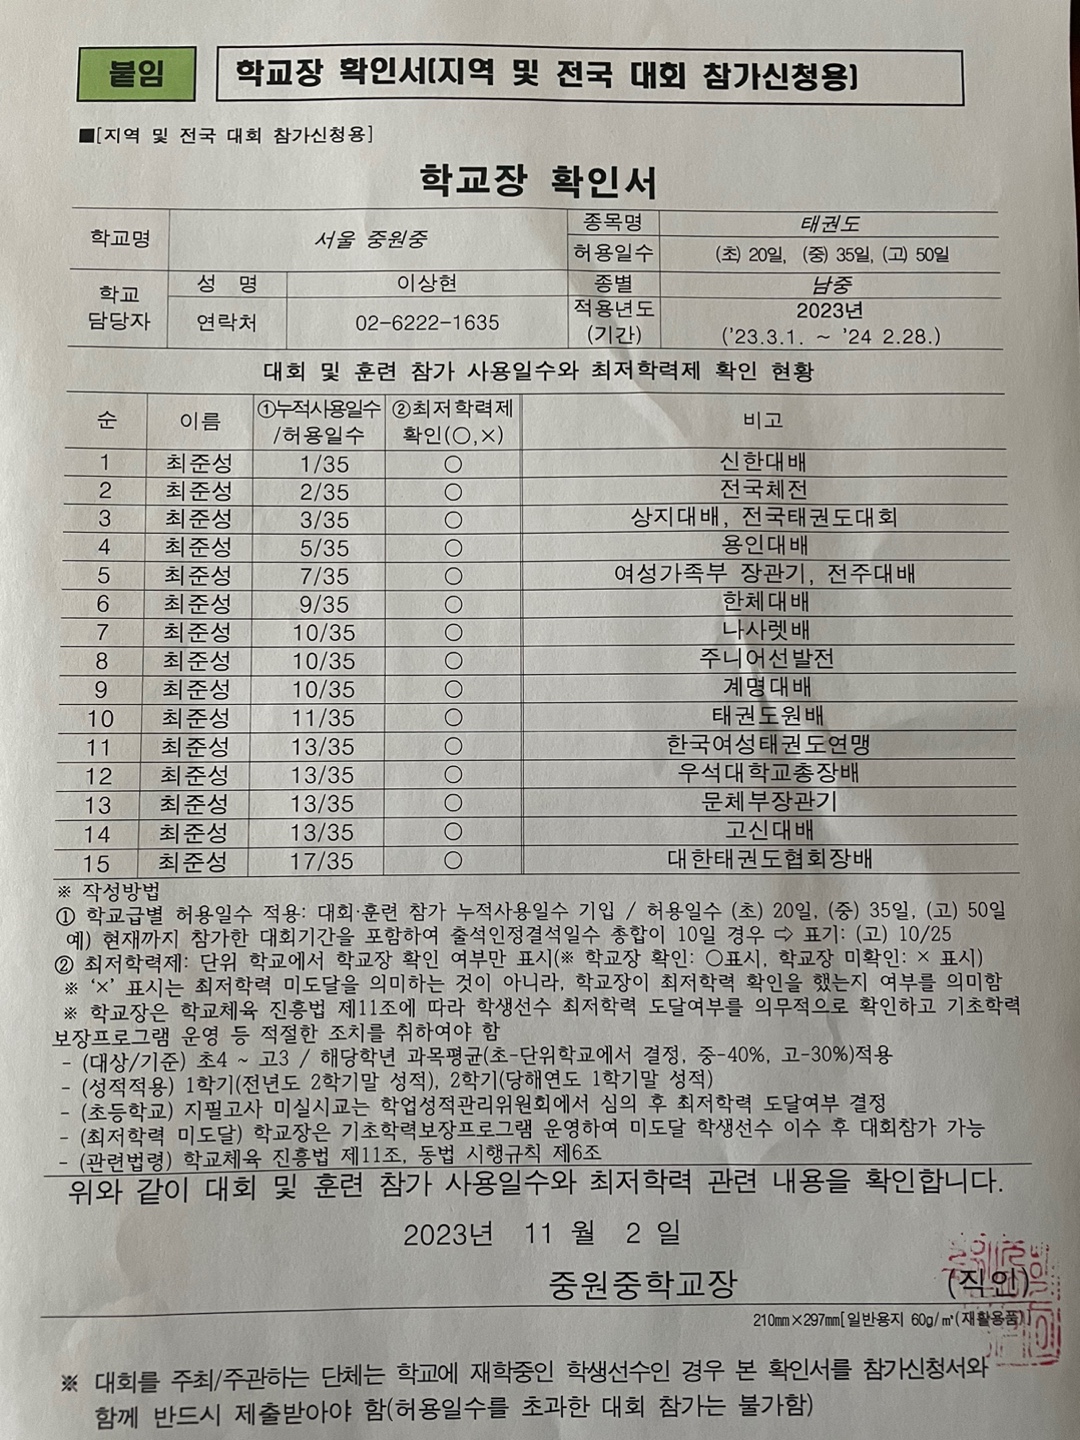 붙임
학교장 확인서(지역 및 전국 대회 참가신청용)
■[지역 및 전국 대회 참가신청용]
학교장 확인서
학교명 서울 중원중 종목명 태권도
허용일수 (초) 20일, (중) 35일, (고) 50일
학교 담당자 성 명 이상현 종별 남중
연락처 02-6222-1635 적용년도 (기간) 2023년 ('23.3.1. ~ '24 2.28.)
대회 및 훈련 참가 사용일수와 최저학력제 확인 현황
순 이름 ①누적사용일수 /허용일수 ②최저학력제 확인(○,×) 비고
1 최준성 1/35 ○ 신한대배
2 최준성 2/35 ○ 전국체전
3 최준성 3/35 ○ 상지대배, 전국태권도대회
4 최준성 5/35 ○ 용인대배
5 최준성 7/35 ○ 여성가족부 장관기, 전주대배
6 최준성 9/35 ○ 한체대배
7 최준성 10/35 ○ 나사렛배
8 최준성 10/35 ○ 주니어선발전
9 최준성 10/35 ○ 계명대배
10 최준성 11/35 ○ 태권도원배
11 최준성 13/35 ○ 한국여성태권도연맹
12 최준성 13/35 ○ 우석대학교총장배
13 최준성 13/35 ○ 문체부장관기
14 최준성 13/35 ○ 고신대배
15 최준성 17/35 ○ 대한태권도협회장배
※ 작성방법
① 학교급별 허용일수 적용: 대회·훈련 참가 누적사용일수 기입 / 허용일수 (초) 20일, (중) 35일, (고) 50일
예) 현재까지 참가한 대회기간을 포함하여 출석인정결석일수 총합이 10일 경우 ⇨ 표기: (고) 10/25
② 최저학력제: 단위 학교에서 학교장 확인 여부만 표시(※ 학교장 확인: ○표시, 학교장 미확인: × 표시)
※ '×' 표시는 최저학력 미도달을 의미하는 것이 아니라, 학교장이 최저학력 확인을 했는지 여부를 의미함
※ 학교장은 학교체육 진흥법 제11조에 따라 학생선수 최저학력 도달여부를 의무적으로 확인하고 기초학력
보장프로그램 운영 등 적절한 조치를 취하여야 함
- (대상/기준) 초4 ~ 고3 / 해당학년 과목평균(초-단위학교에서 결정, 중-40%, 고-30%)적용
- (성적적용) 1학기(전년도 2학기말 성적), 2학기(당해연도 1학기말 성적)
- (초등학교) 지필고사 미실시교는 학업성적관리위원회에서 심의 후 최저학력 도달여부 결정
- (최저학력 미도달) 학교장은 기초학력보장프로그램 운영하여 미도달 학생선수 이수 후 대회참가 가능
- (관련법령) 학교체육 진흥법 제11조, 동법 시행규칙 제6조
위와 같이 대회 및 훈련 참가 사용일수와 최저학력 관련 내용을 확인합니다.
2023년 11 월 2 일
중원중학교장 (직인)
210㎜×297㎜[일반용지 60g/㎡(재활용품)]
※ 대회를 주최/주관하는 단체는 학교에 재학중인 학생선수인 경우 본 확인서를 참가신청서와
함께 반드시 제출받아야 함(허용일수를 초과한 대회 참가는 불가함)